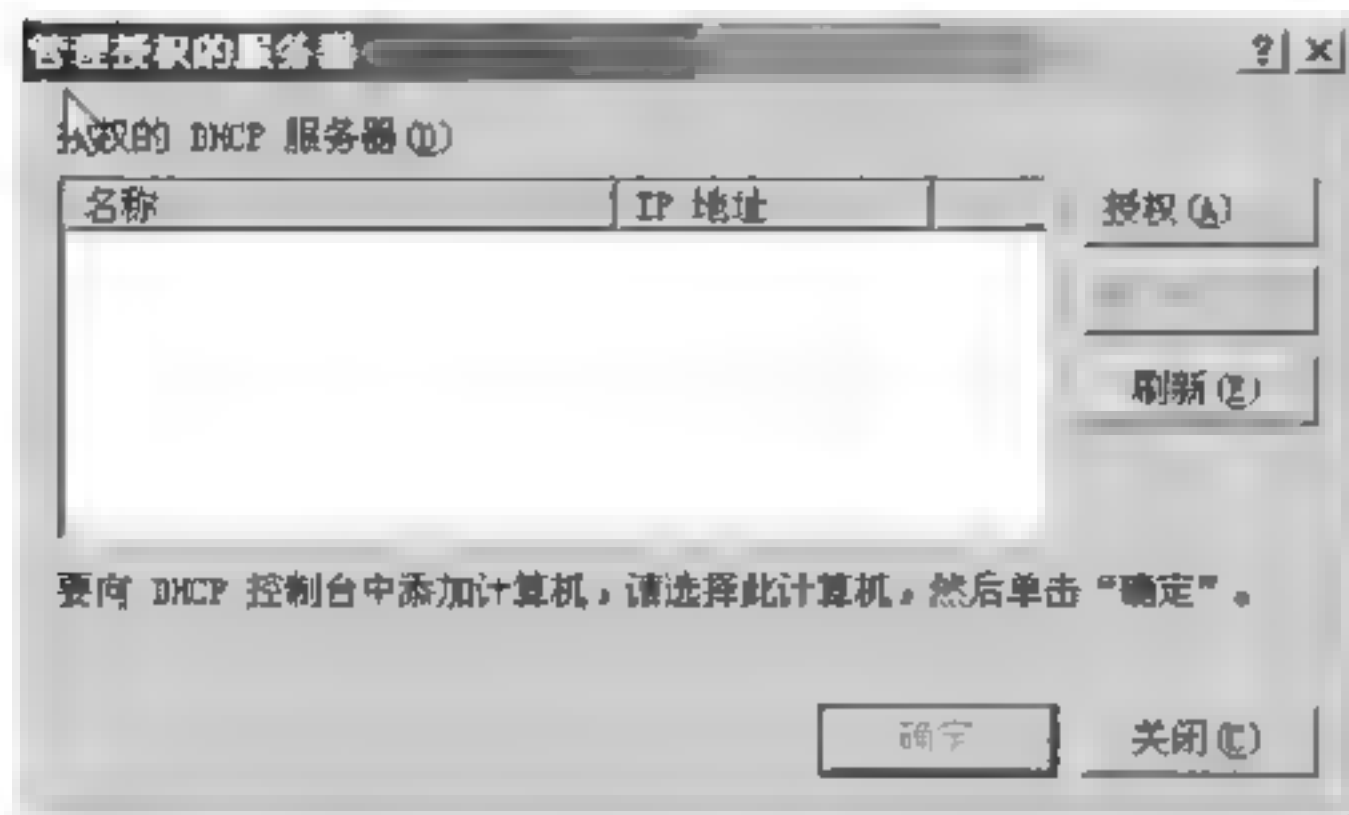 管理授权的服务器
授权的 DHCP 服务器(D)
名称 IP 地址
授权(A)
刷新(E)
要向 DHCP 控制台中添加计算机，请选择此计算机，然后单击“确定”。
确定 关闭(C)